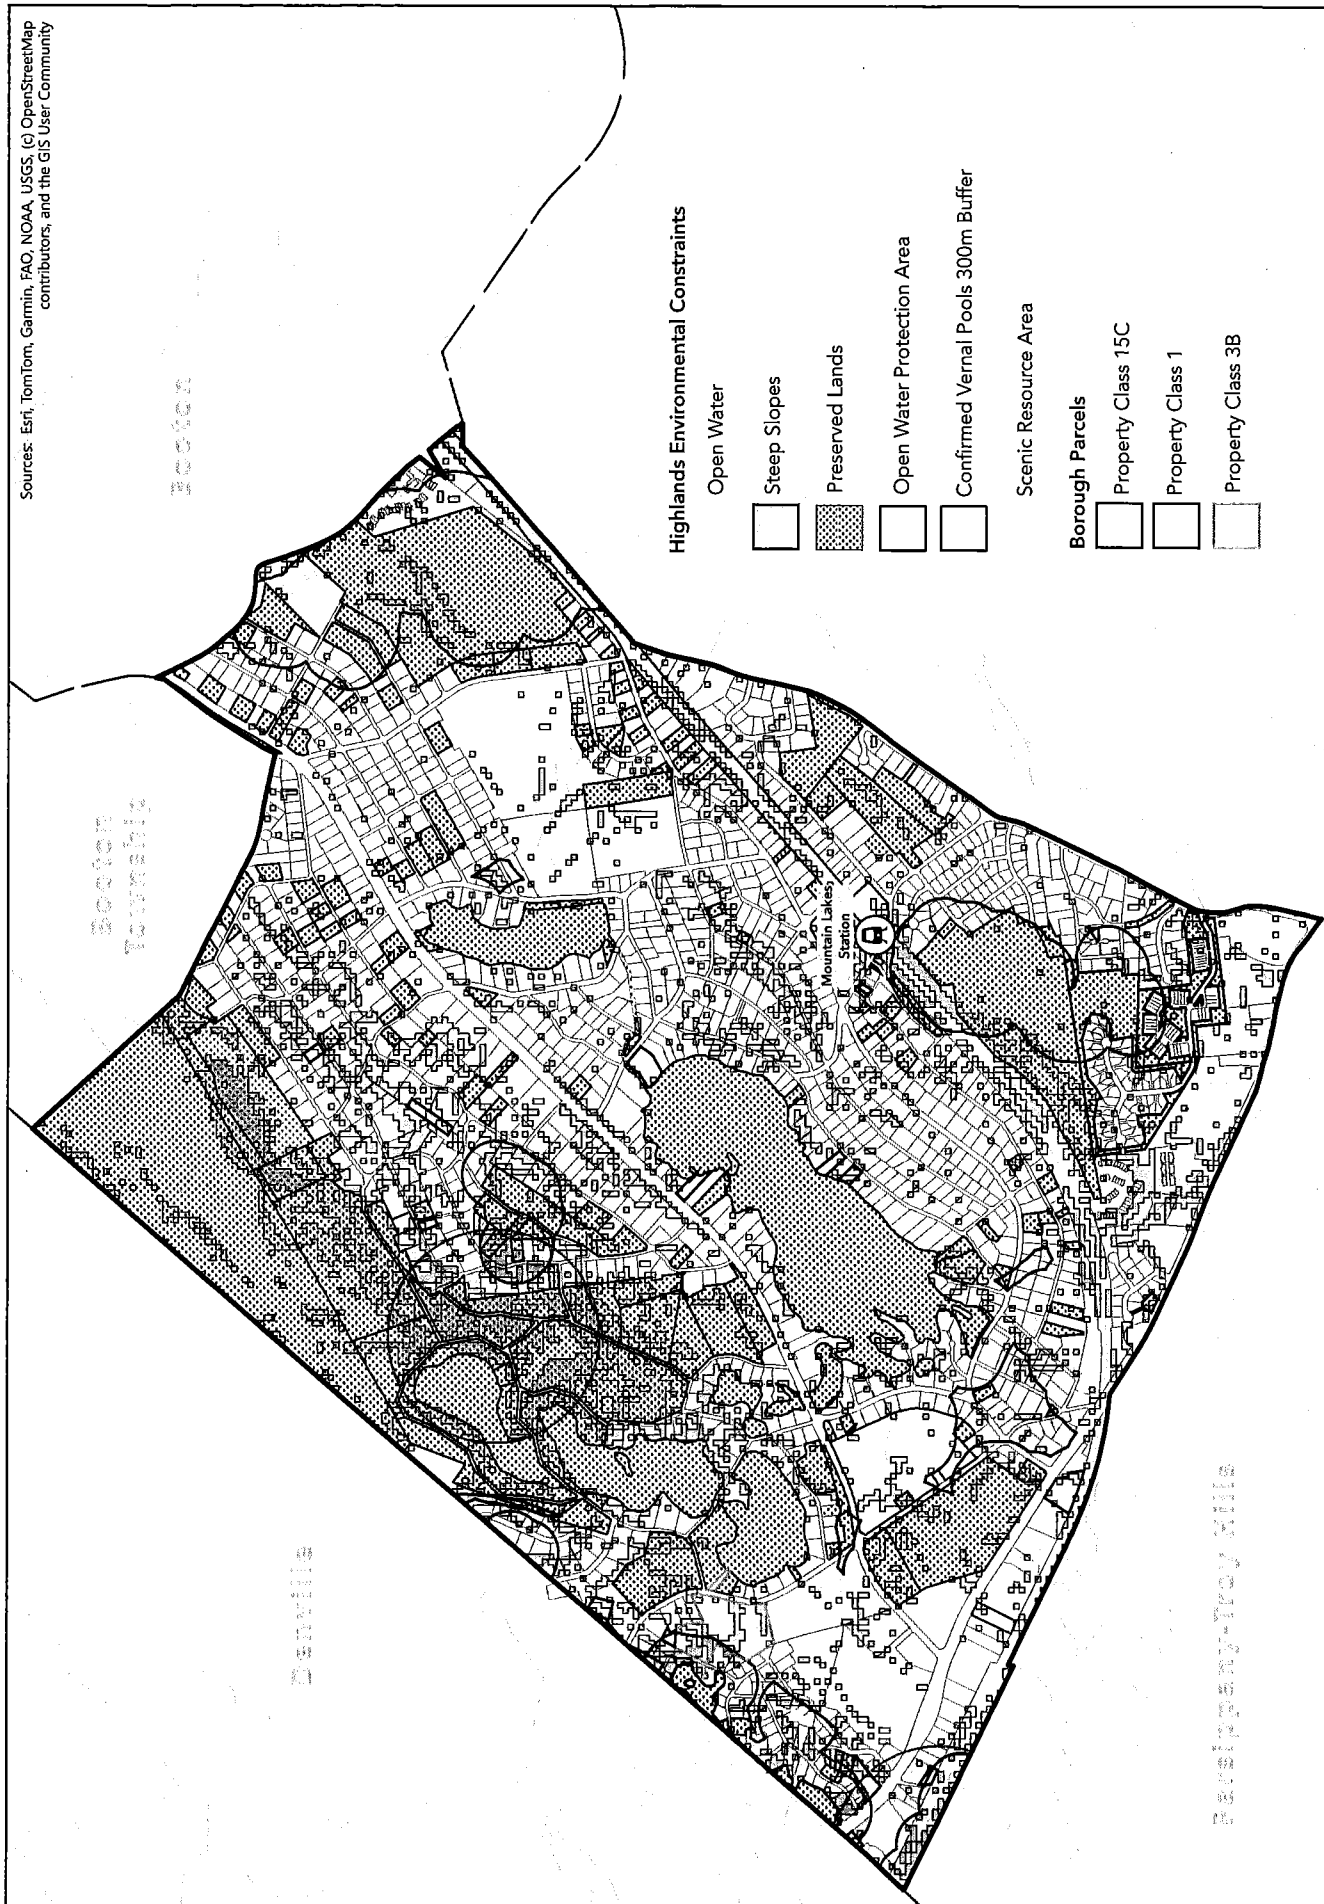 Sources: Esri, TomTom, Garmin, FAO, NOAA, USGS, (c) OpenStreetMap
contributors, and the GIS User Community
Boonton
Boonton
Township
Denville
Mountain Lakes
Station
Parsippany-Troy Hills
Highlands Environmental Constraints
Open Water
Steep Slopes
Preserved Lands
Open Water Protection Area
Confirmed Vernal Pools 300m Buffer
Scenic Resource Area
Borough Parcels
Property Class 15C
Property Class 1
Property Class 3B